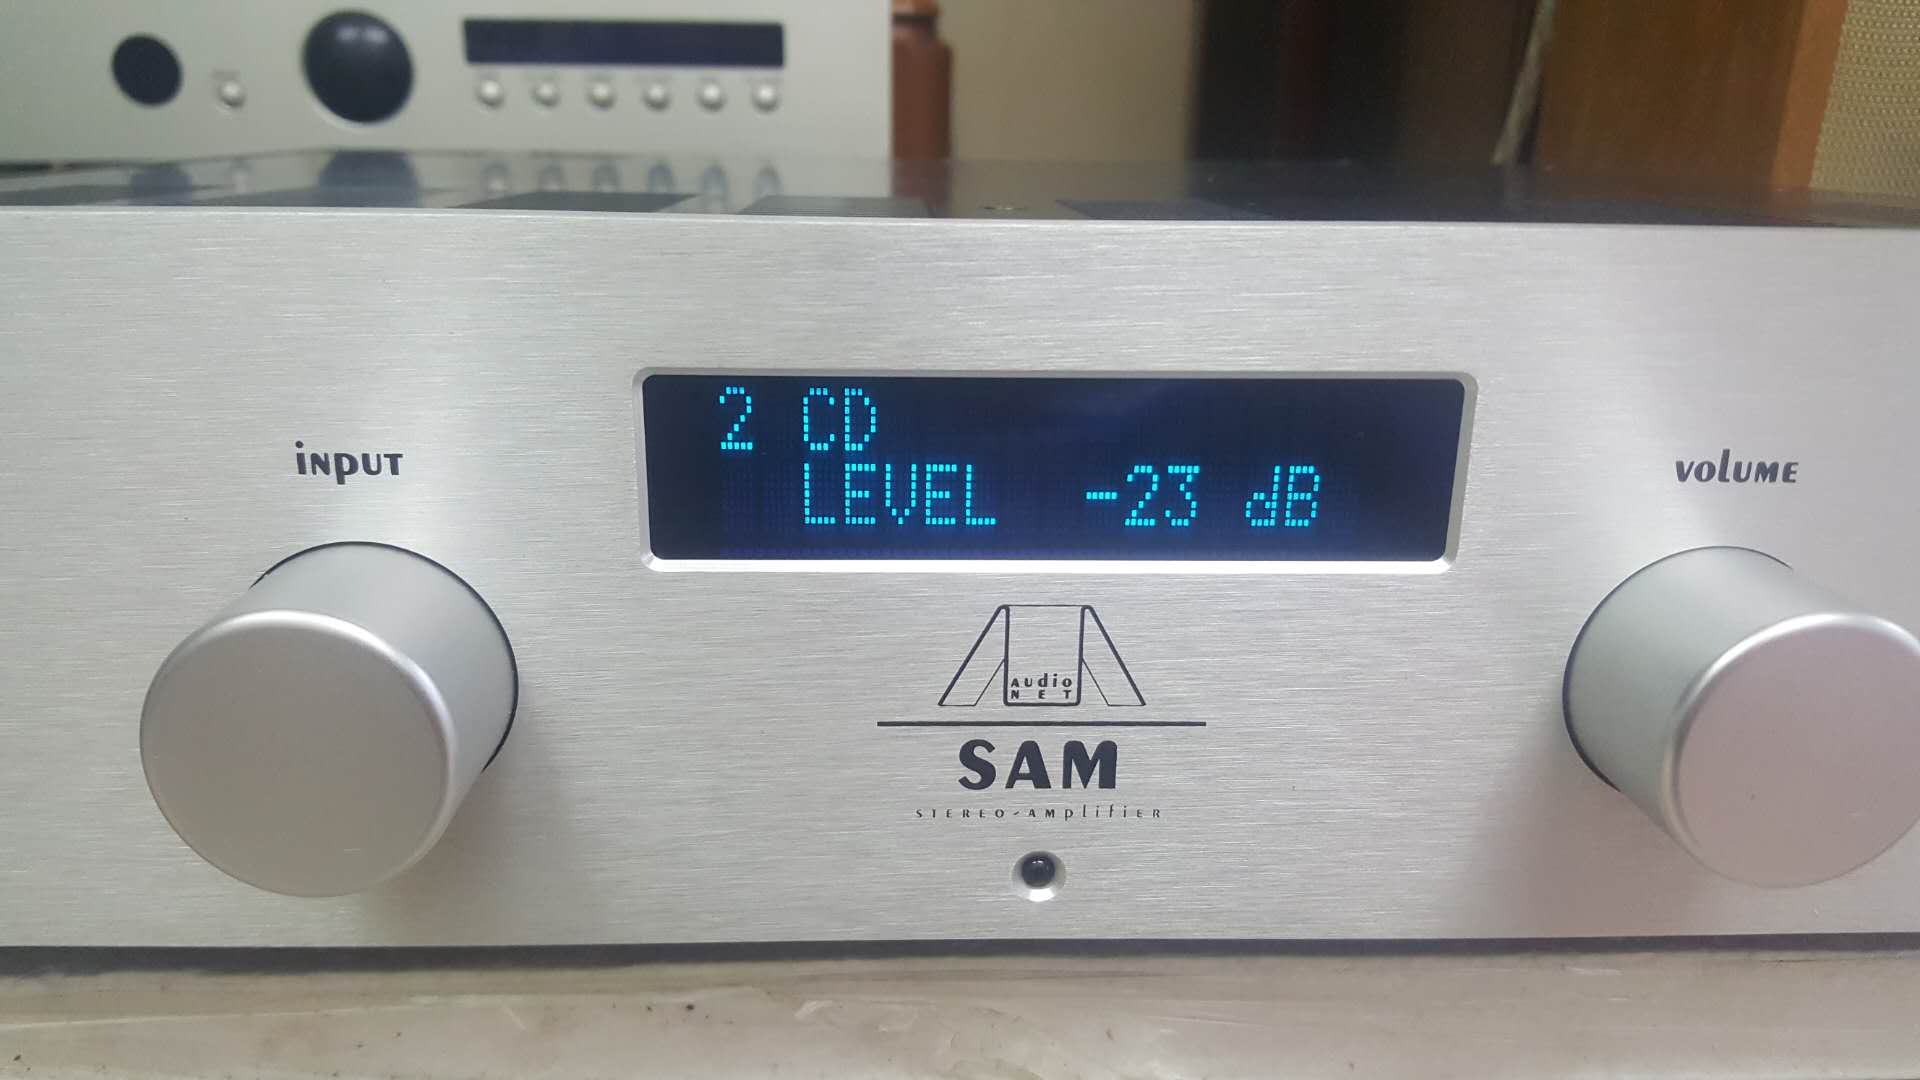 2 CD
LEVEL -23 dB
iNpUT
VOlUME
AUdio
NET
SAM
STEREO-AMplifiER